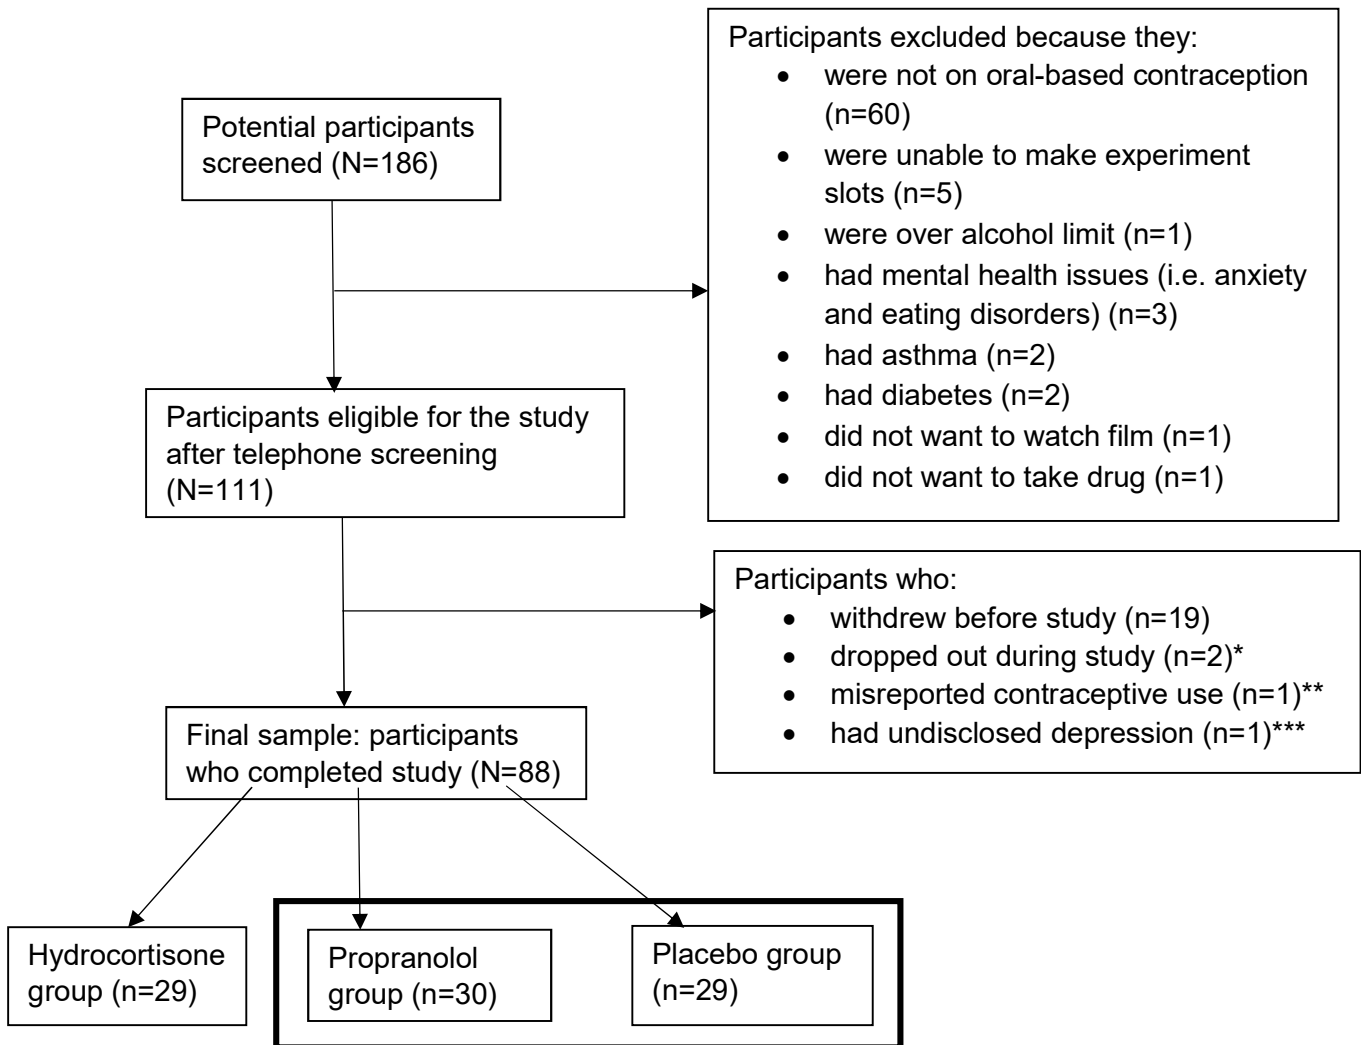 Potential participants
screened (N=186)
Participants excluded because they:
• were not on oral-based contraception
(n=60)
• were unable to make experiment
slots (n=5)
• were over alcohol limit (n=1)
• had mental health issues (i.e. anxiety
and eating disorders) (n=3)
• had asthma (n=2)
• had diabetes (n=2)
• did not want to watch film (n=1)
• did not want to take drug (n=1)
Participants eligible for the study
after telephone screening
(N=111)
Participants who:
• withdrew before study (n=19)
• dropped out during study (n=2)*
• misreported contraceptive use (n=1)**
• had undisclosed depression (n=1)***
Final sample: participants
who completed study (N=88)
Hydrocortisone
group (n=29)
Propranolol
group (n=30)
Placebo group
(n=29)